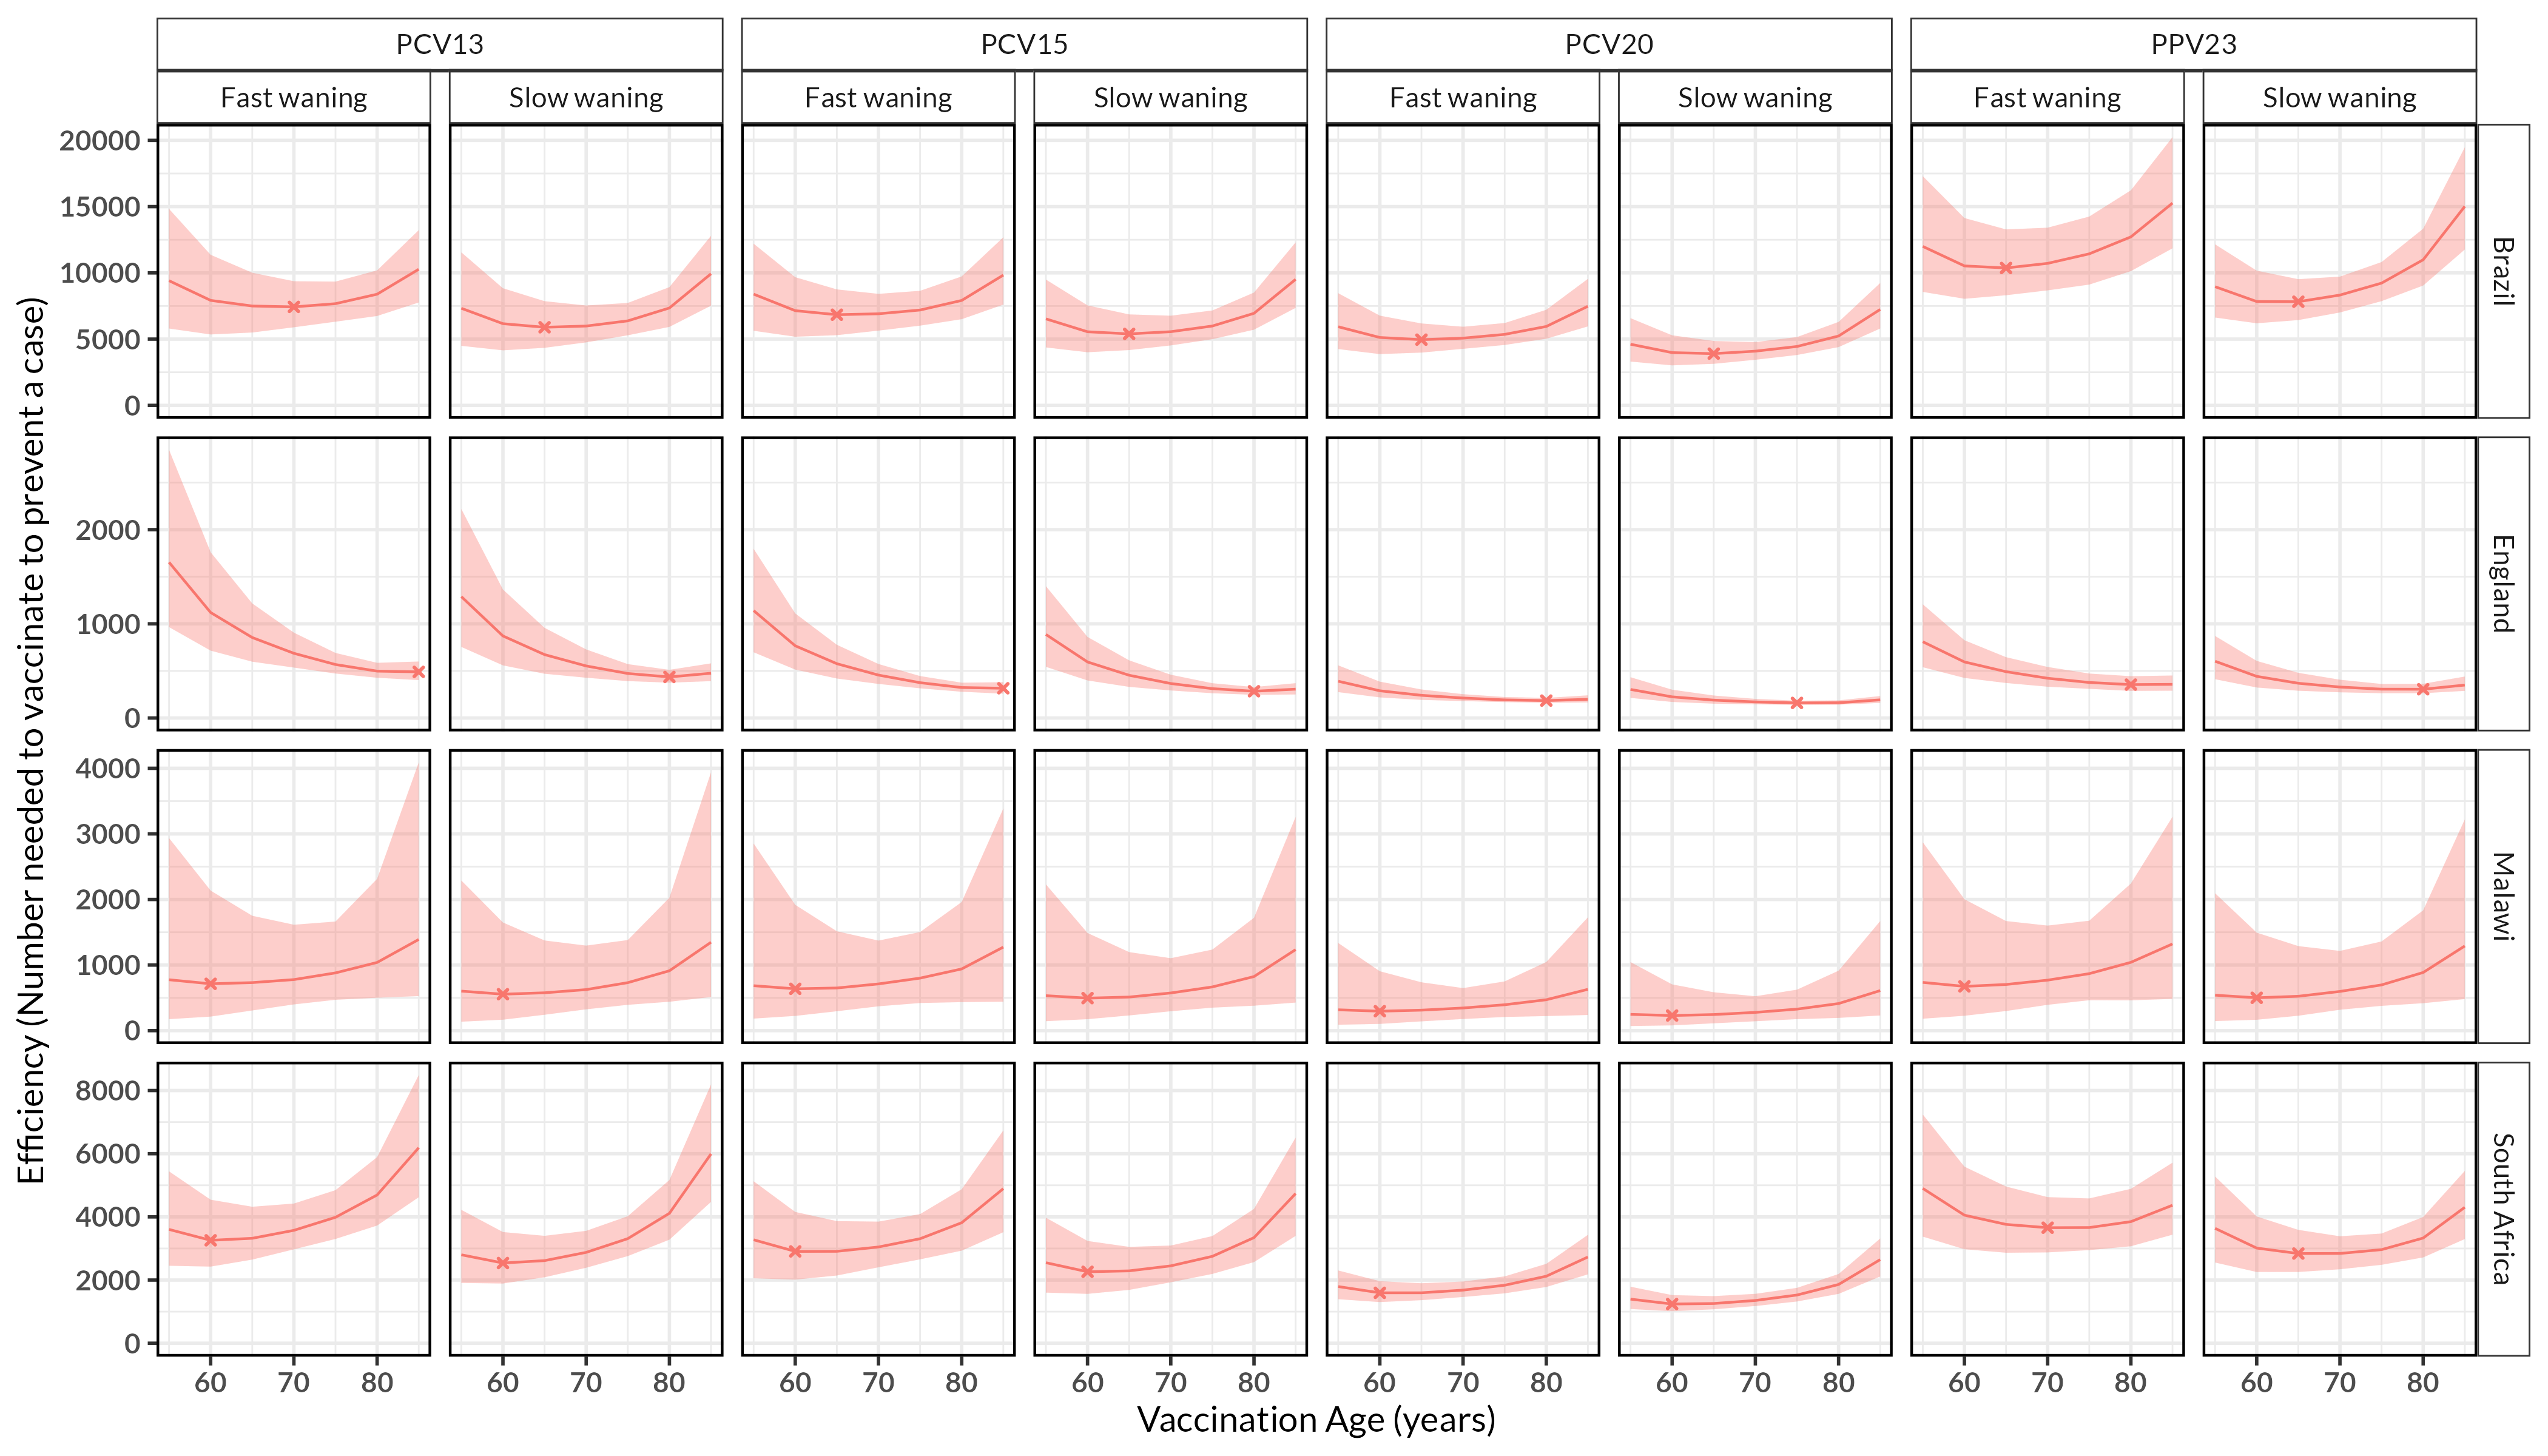 PCV13
PCV15
PCV20
PPV23
Fast waning
Slow waning
Fast waning
Slow waning
Fast waning
Slow waning
Fast waning
Slow waning
Efficiency (Number needed to vaccinate to prevent a case)
20000
15000
10000
5000
0
Brazil
2000
1000
0
England
4000
3000
2000
1000
0
Malawi
8000
6000
4000
2000
0
South Africa
60 70 80
60 70 80
60 70 80
60 70 80
60 70 80
60 70 80
60 70 80
60 70 80
Vaccination Age (years)